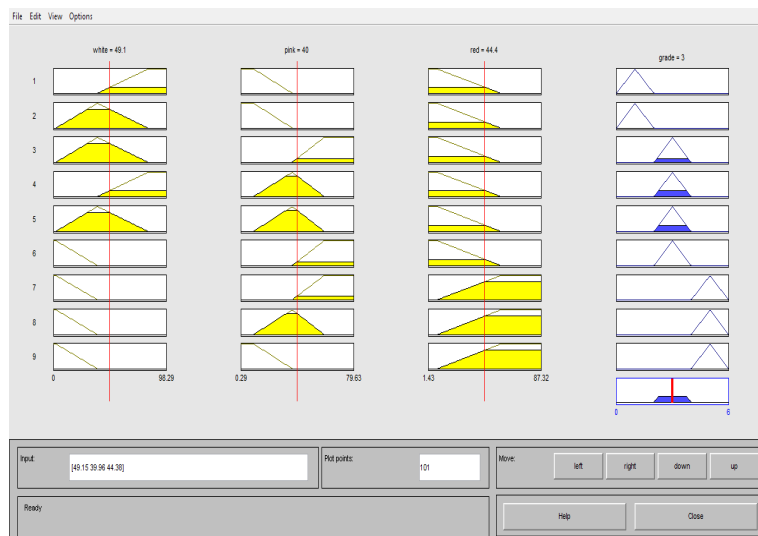 File Edit View Options
white = 49.1 pink = 40 red = 44.4 grade = 3
1
2
3
4
5
6
7
8
9
0 98.29 0.29 79.63 1.43 87.32
0 6
Input: [49.15 39.96 44.38] Plot points: 101 Move: left right down up
Ready Help Close